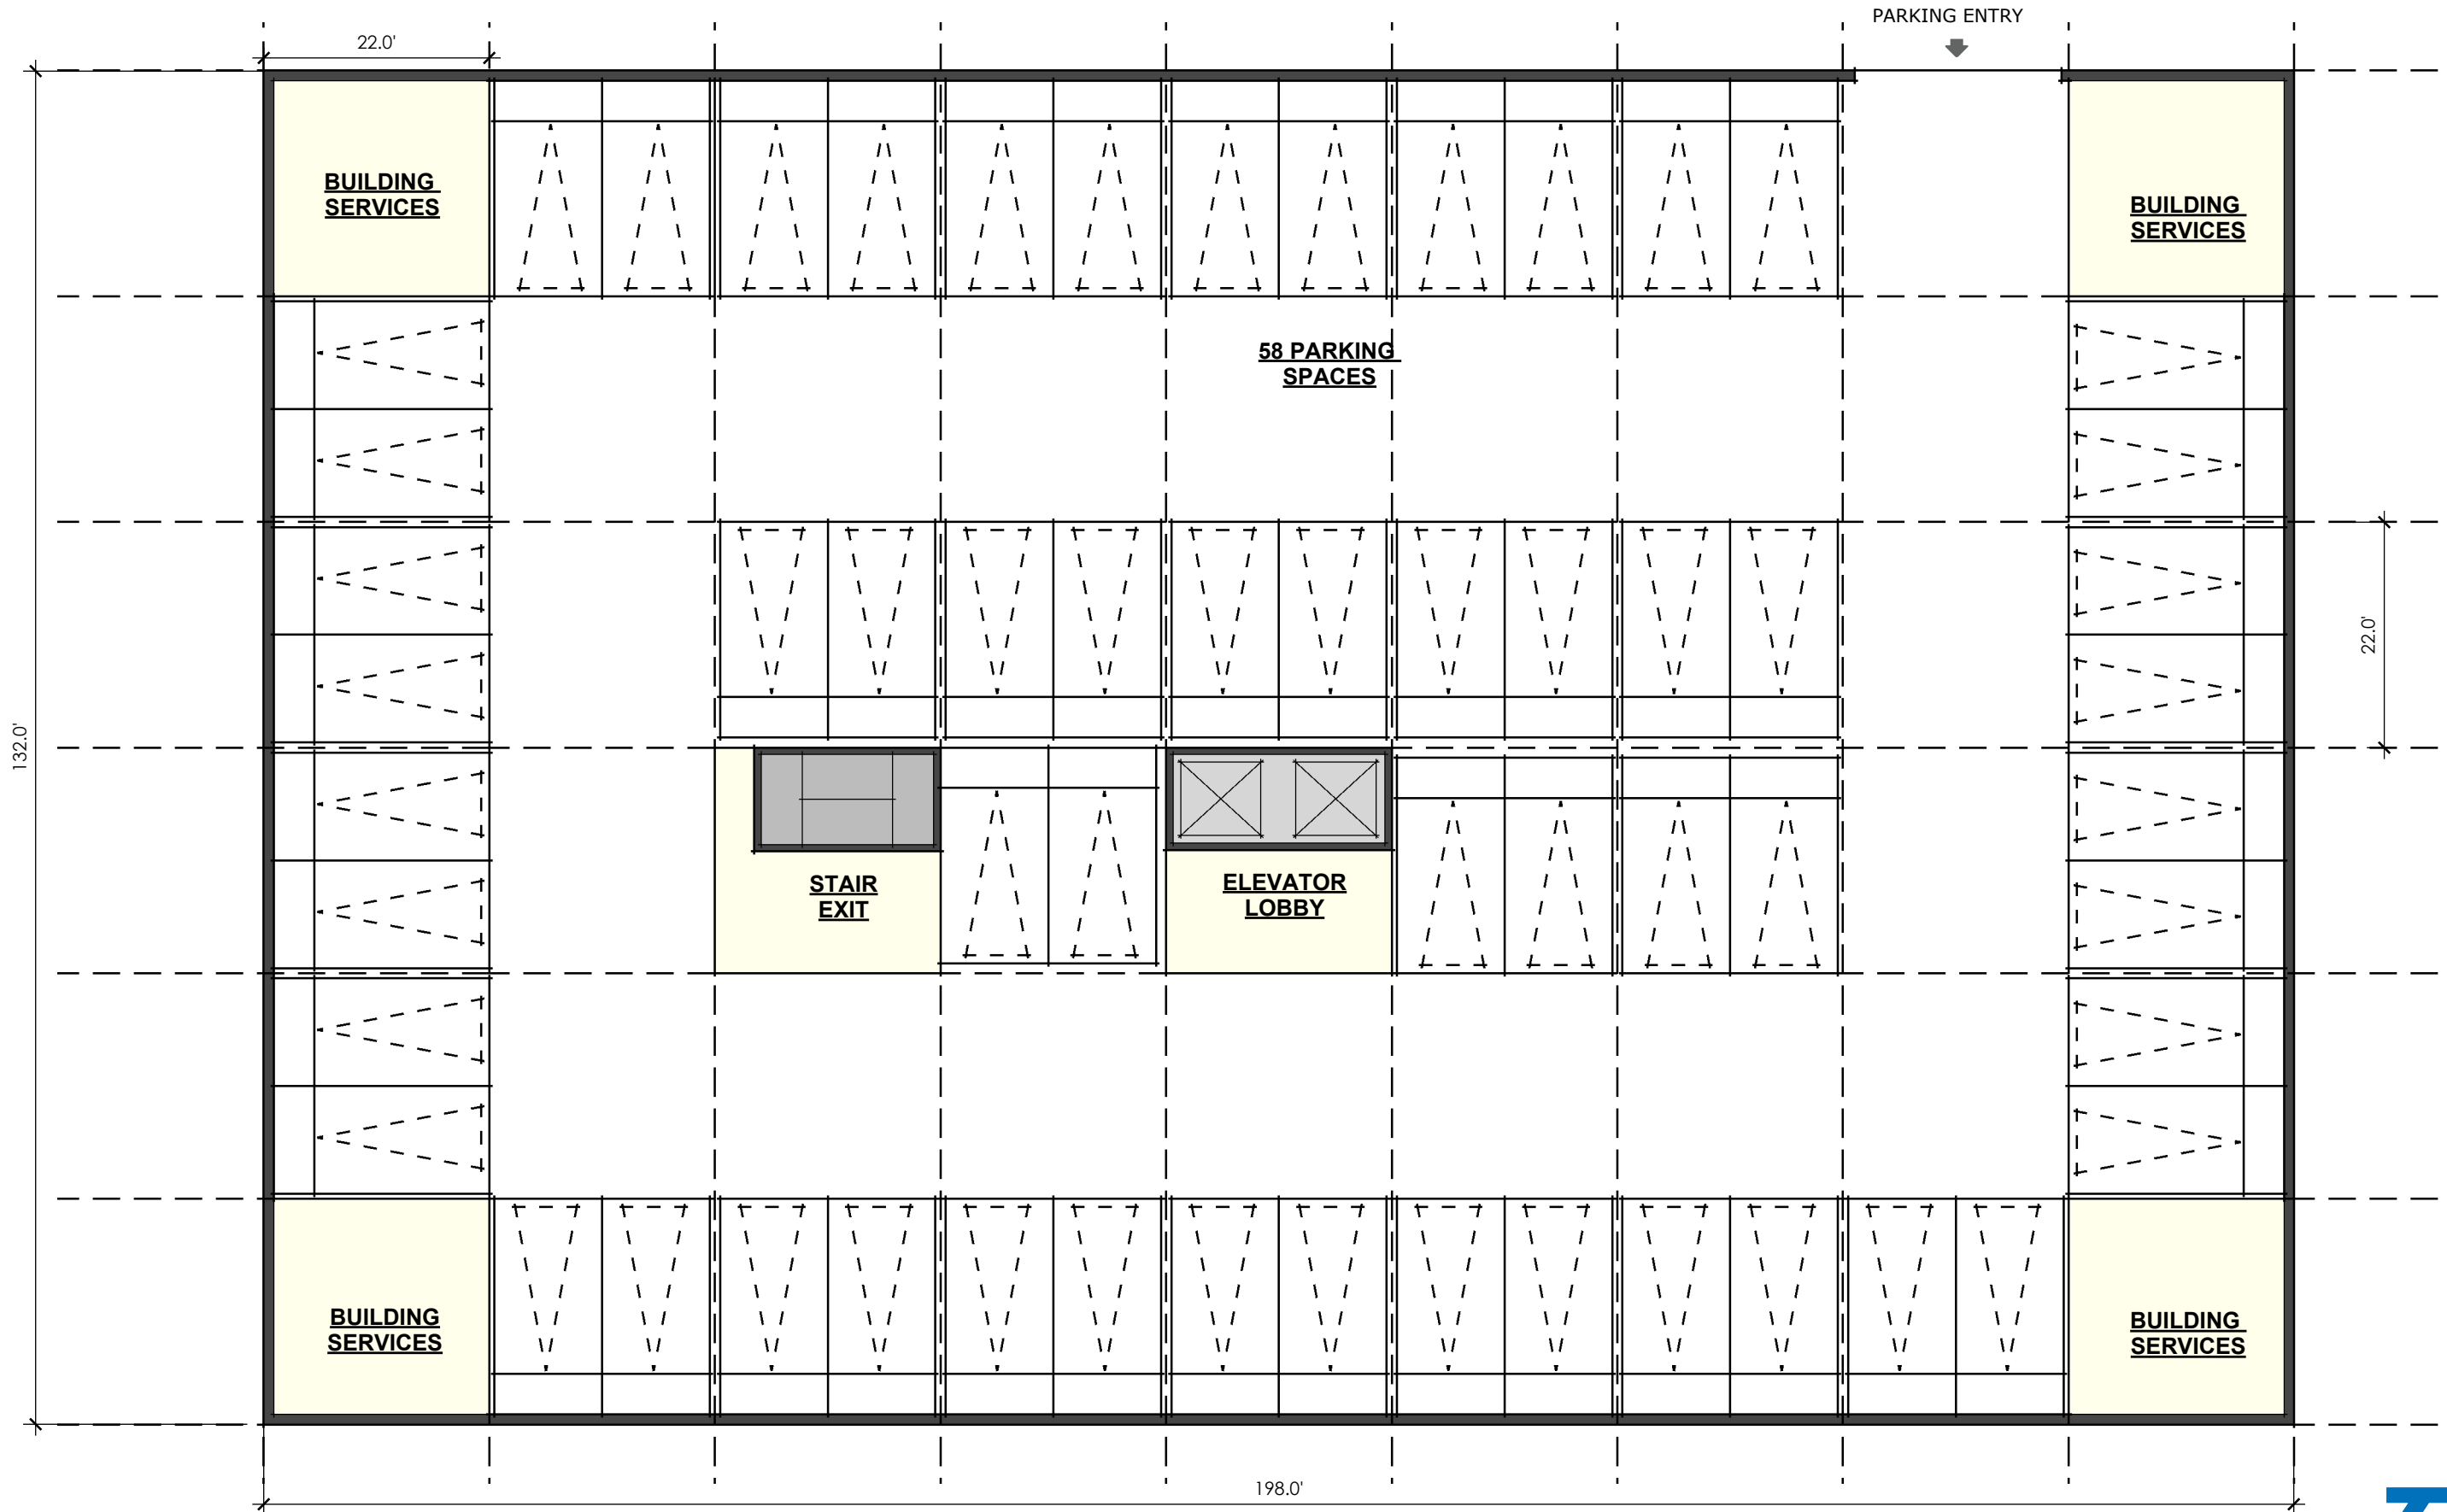 PARKING ENTRY
22.0'
BUILDING
SERVICES
BUILDING
SERVICES
58 PARKING
SPACES
22.0'
132.0'
STAIR
EXIT
ELEVATOR
LOBBY
BUILDING
SERVICES
BUILDING
SERVICES
198.0'